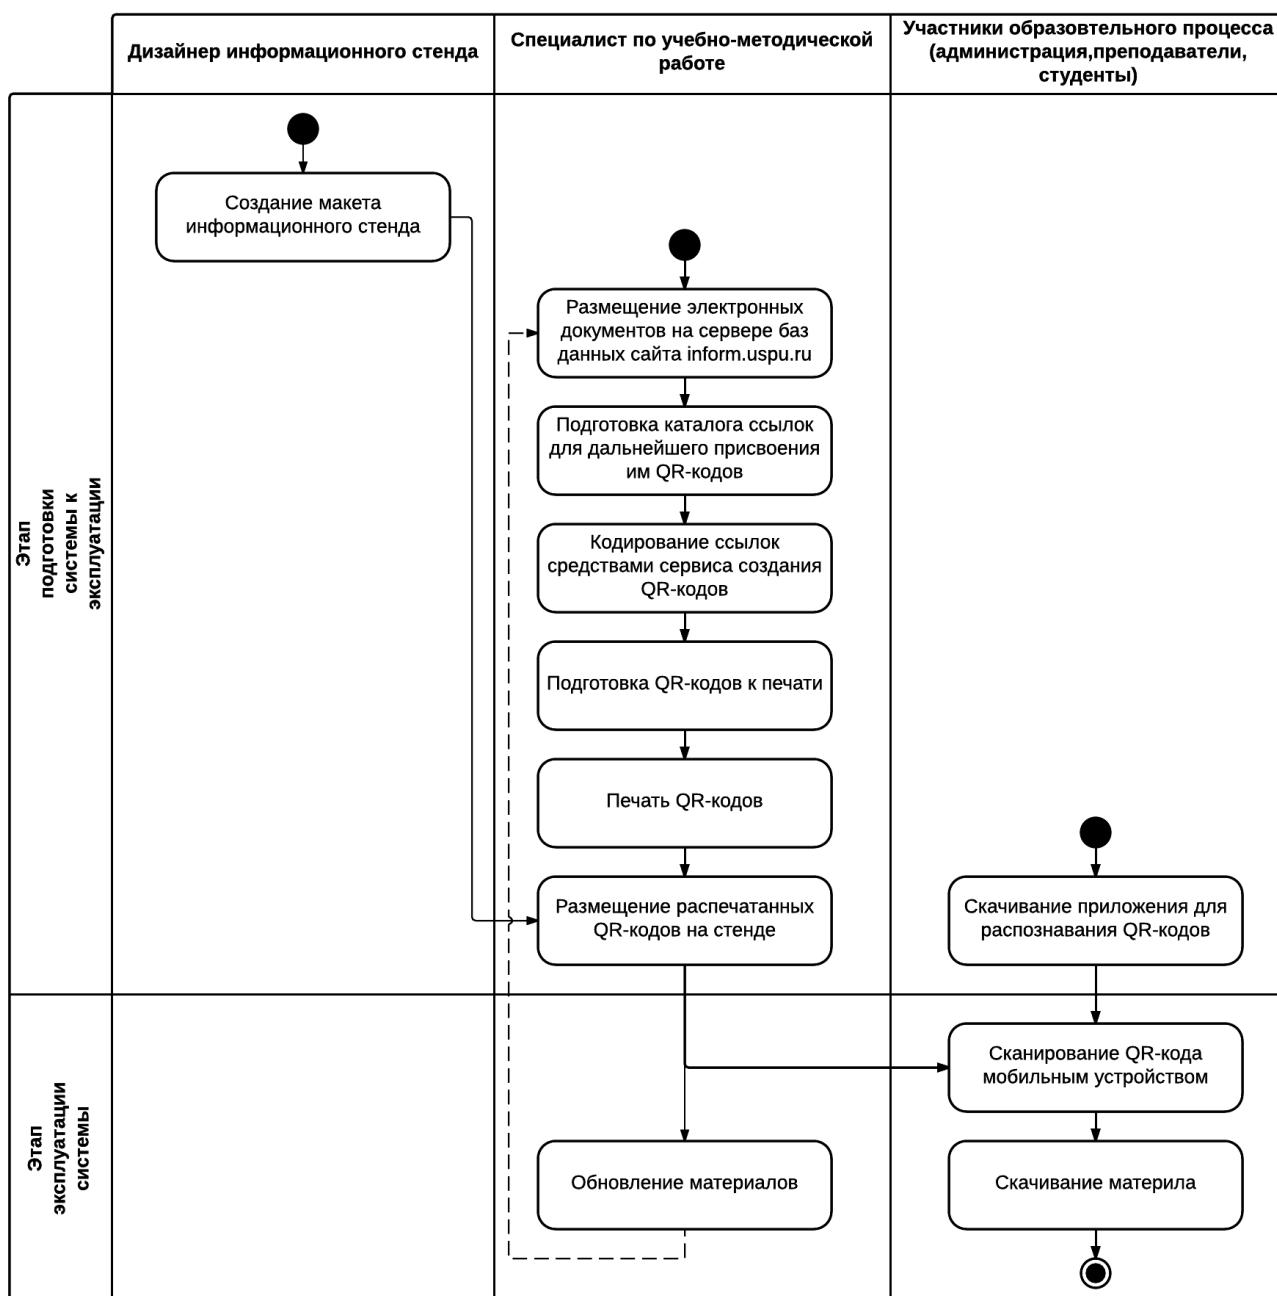 Дизайнер информационного стенда
Специалист по учебно-методической
работе
Участники образовтельного процесса
(администрация,преподаватели,
студенты)
Этап
подготовки
системы к
эксплуатации
Создание макета
информационного стенда
Размещение электронных
документов на сервере баз
данных сайта inform.uspu.ru
Подготовка каталога ссылок
для дальнейшего присвоения
им QR-кодов
Кодирование ссылок
средствами сервиса создания
QR-кодов
Подготовка QR-кодов к печати
Печать QR-кодов
Размещение распечатанных
QR-кодов на стенде
Скачивание приложения для
распознавания QR-кодов
Этап
эксплуатации
системы
Сканирование QR-кода
мобильным устройством
Обновление материалов
Скачивание материла